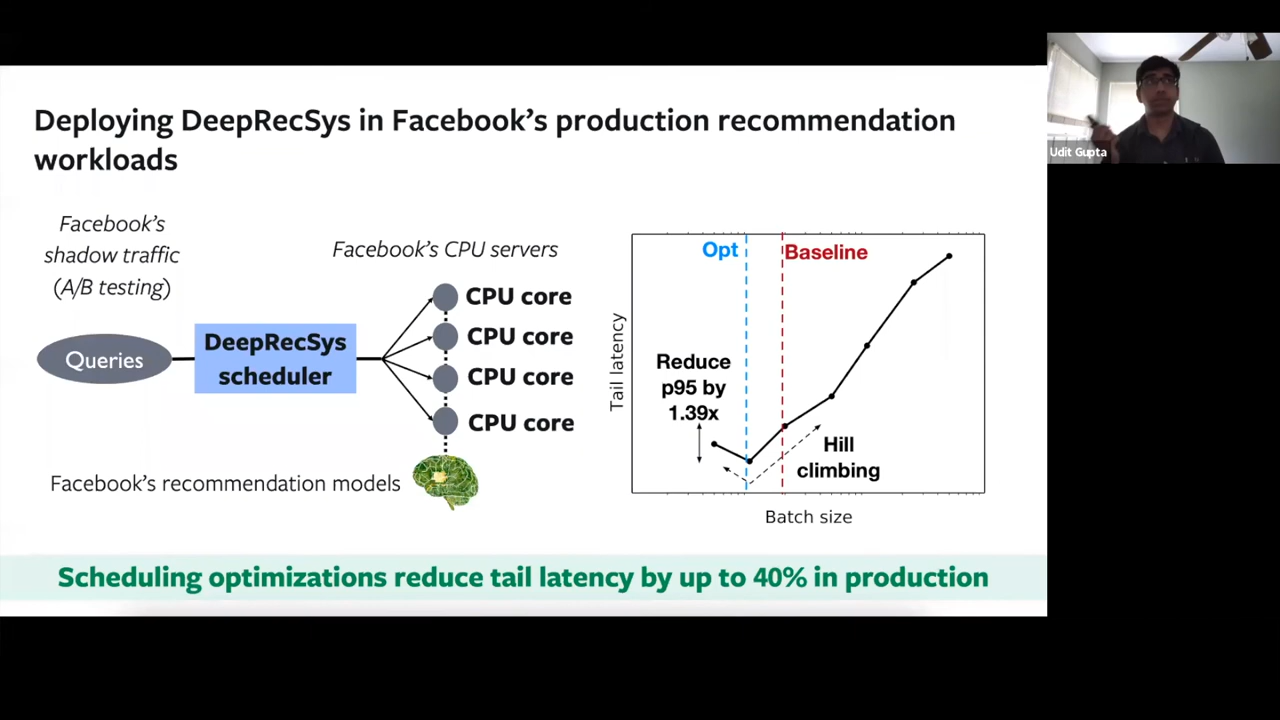 Deploying DeepRecSys in Facebook's production recommendation
workloads
Facebook's
shadow traffic
(A/B testing)
Facebook's CPU servers
Queries
DeepRecSys
scheduler
CPU core
CPU core
CPU core
CPU core
Facebook's recommendation models
Opt
Baseline
Tail latency
Reduce
p95 by
1.39x
Hill
climbing
Batch size
Scheduling optimizations reduce tail latency by up to 40% in production
Udit Gupta